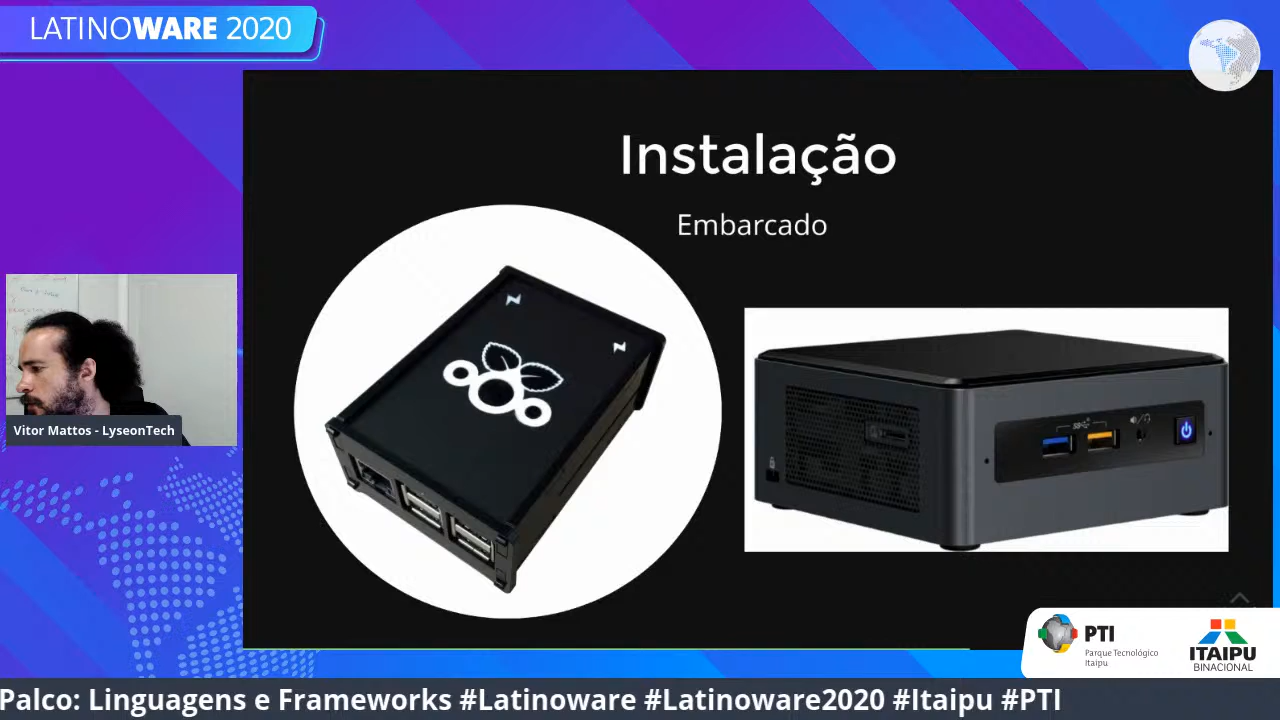 LATINOWARE 2020
Instalação
Embarcado
Vitor Mattos - LyseonTech
PTI
Parque Tecnológico
Itaipu
ITAIPU
BINACIONAL
Palco: Linguagens e Frameworks #Latinoware #Latinoware2020 #Itaipu #PTI